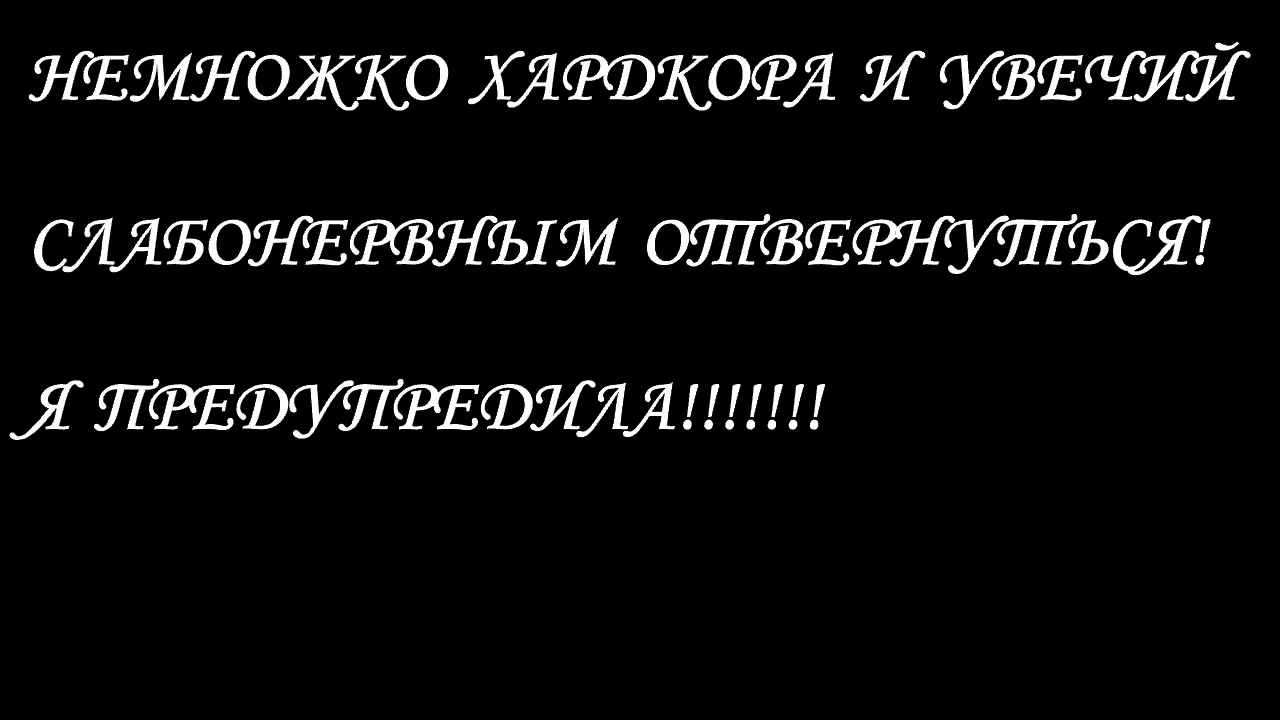 НЕМНОЖКО ХАРДКОРА И УВЕЧИЙ
СЛАБОНЕРВНЫМ ОТВЕРНУТЬСЯ!
Я ПРЕДУПРЕДИЛА!!!!!!!